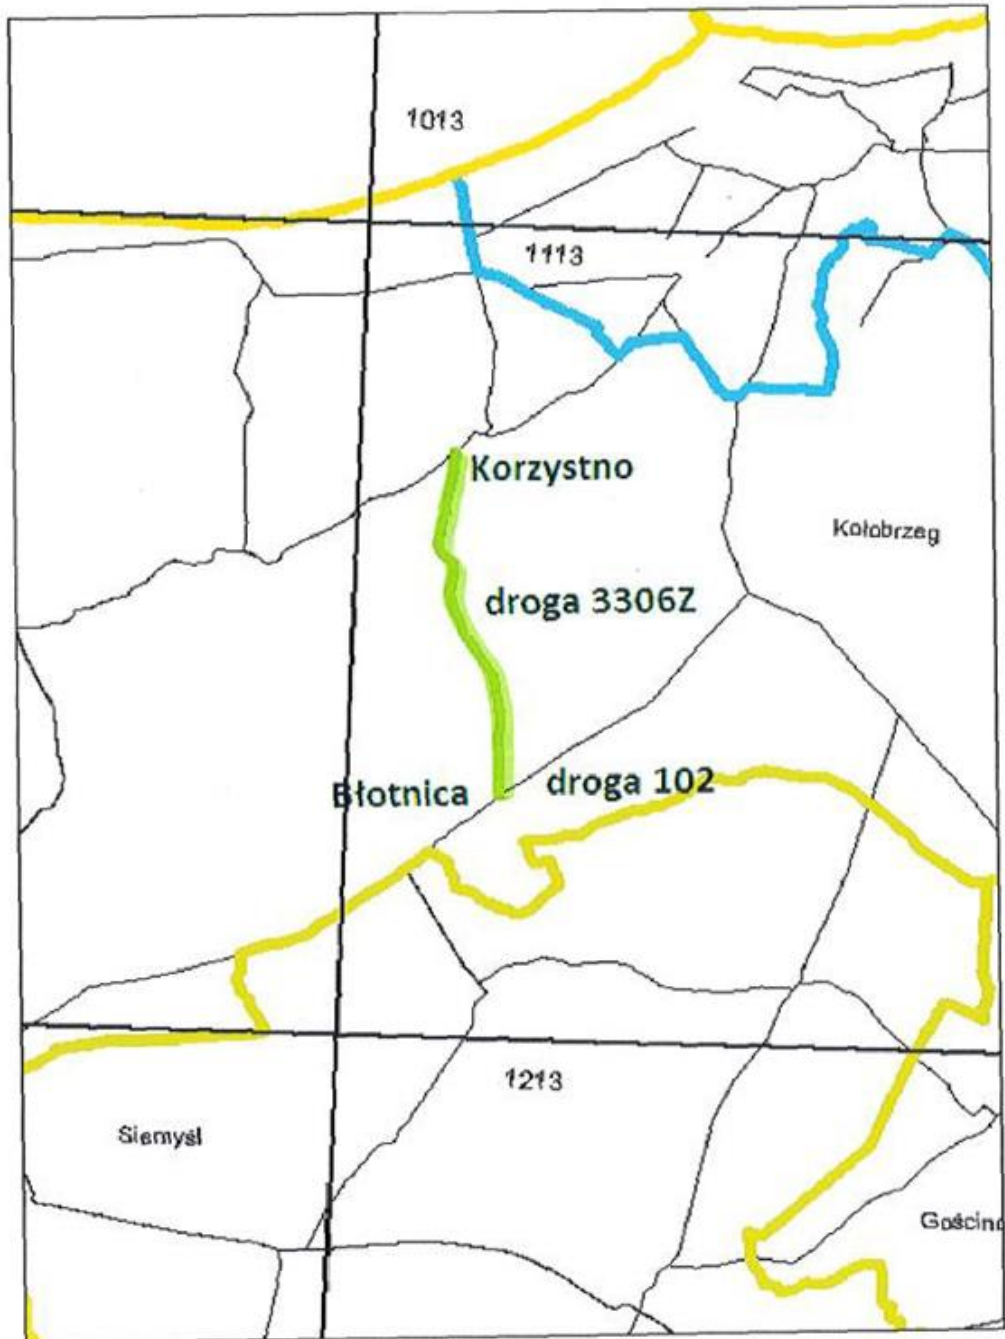 1013
1113
Korzystno
Kołobrzeg
droga 3306Z
Błotnica
droga 102
1213
Siemyśl
Gościno